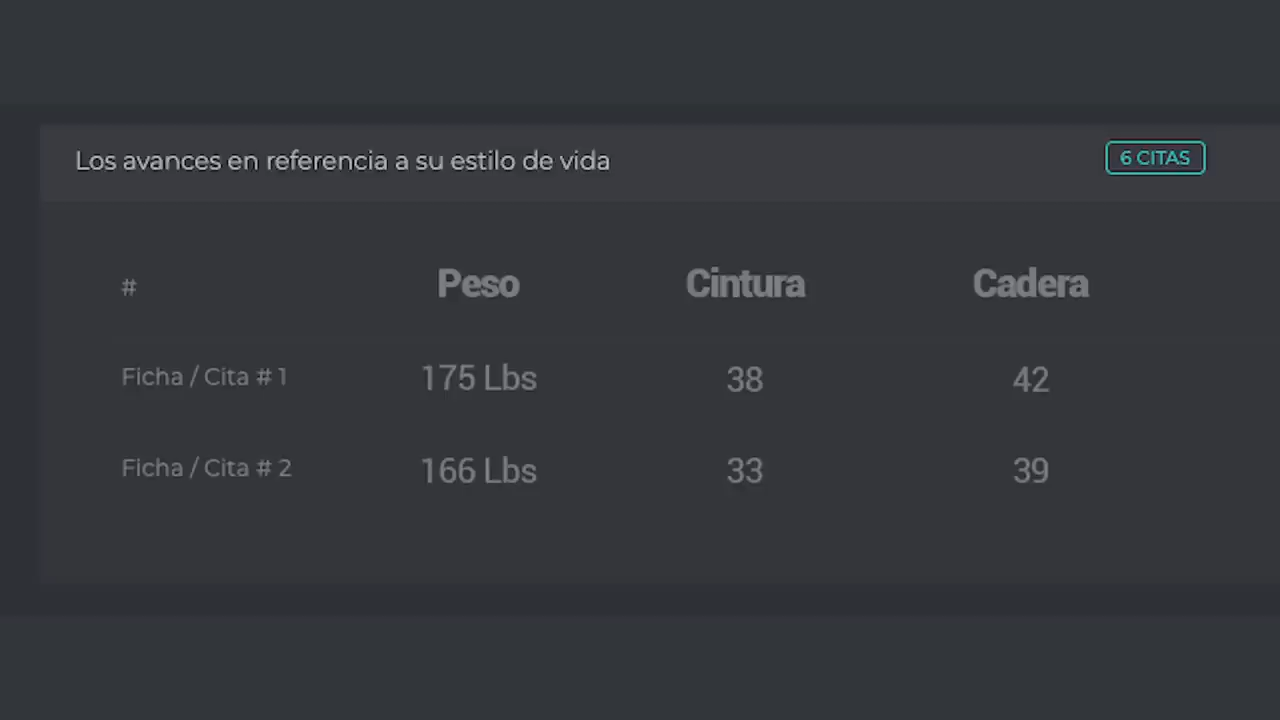 Los avances en referencia a su estilo de vida 6 CITAS
# Peso Cintura Cadera
Ficha / Cita # 1 175 Lbs 38 42
Ficha / Cita # 2 166 Lbs 33 39